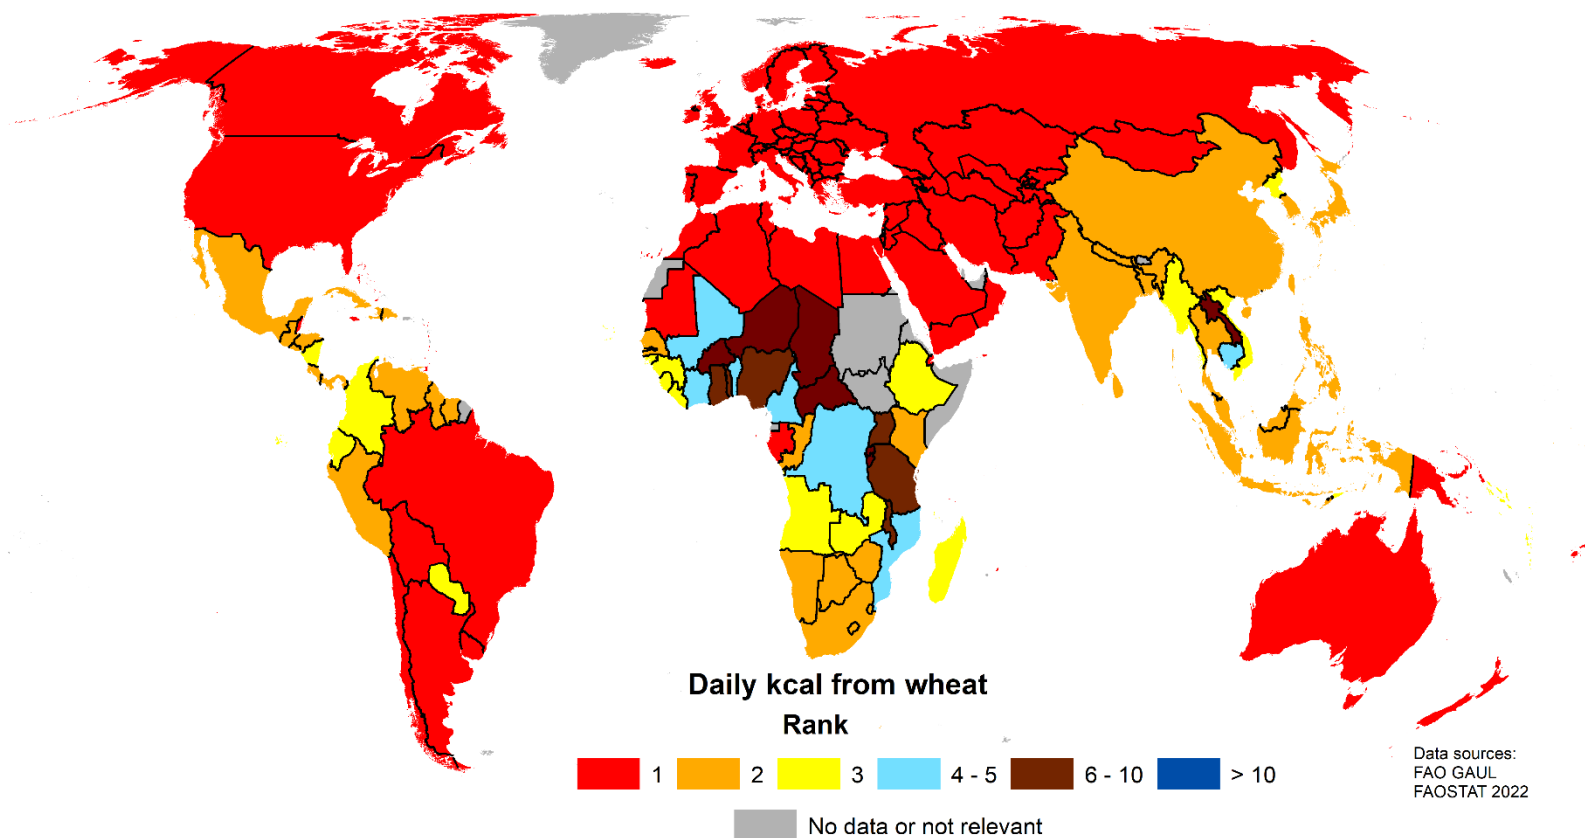 Daily kcal from wheat
Rank
1 2 3 4 - 5 6 - 10 > 10
No data or not relevant
Data sources:
FAO GAUL
FAOSTAT 2022